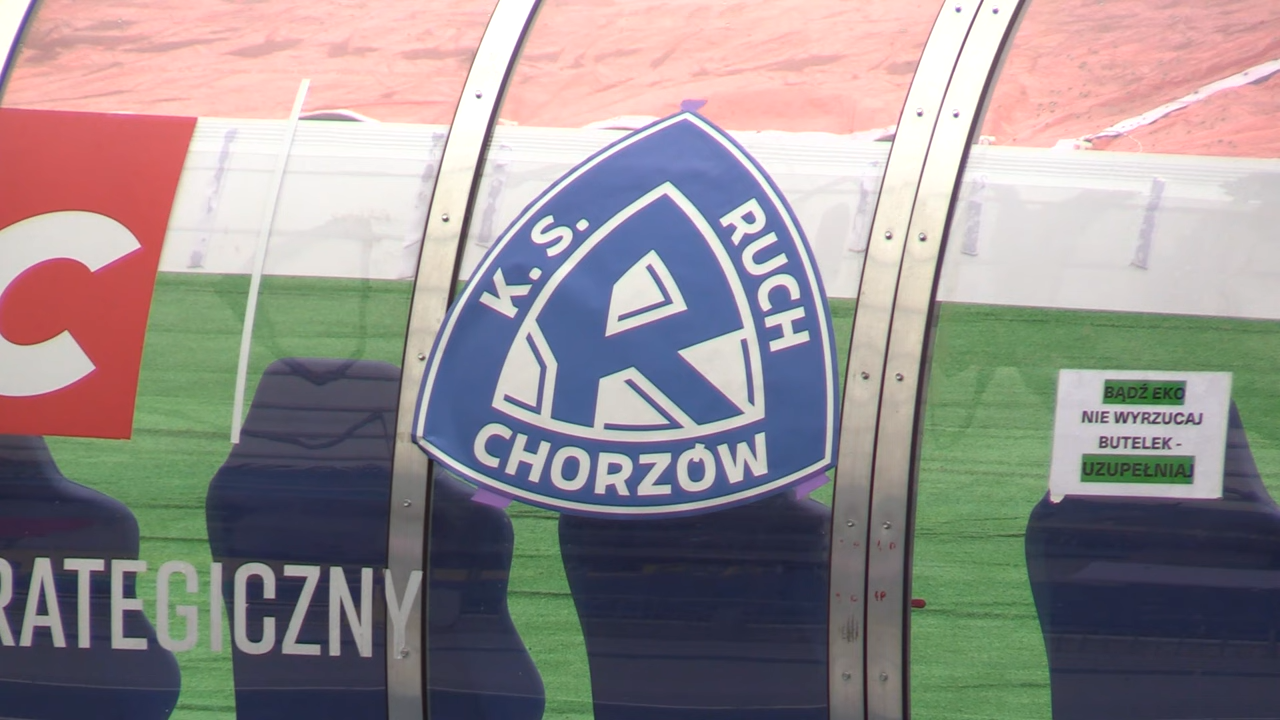 C
K. S.
RUCH
CHORZÓW
BĄDŹ EKO
NIE WYRZUCAJ
BUTELEK -
UZUPEŁNIAJ
RATEGICZNY